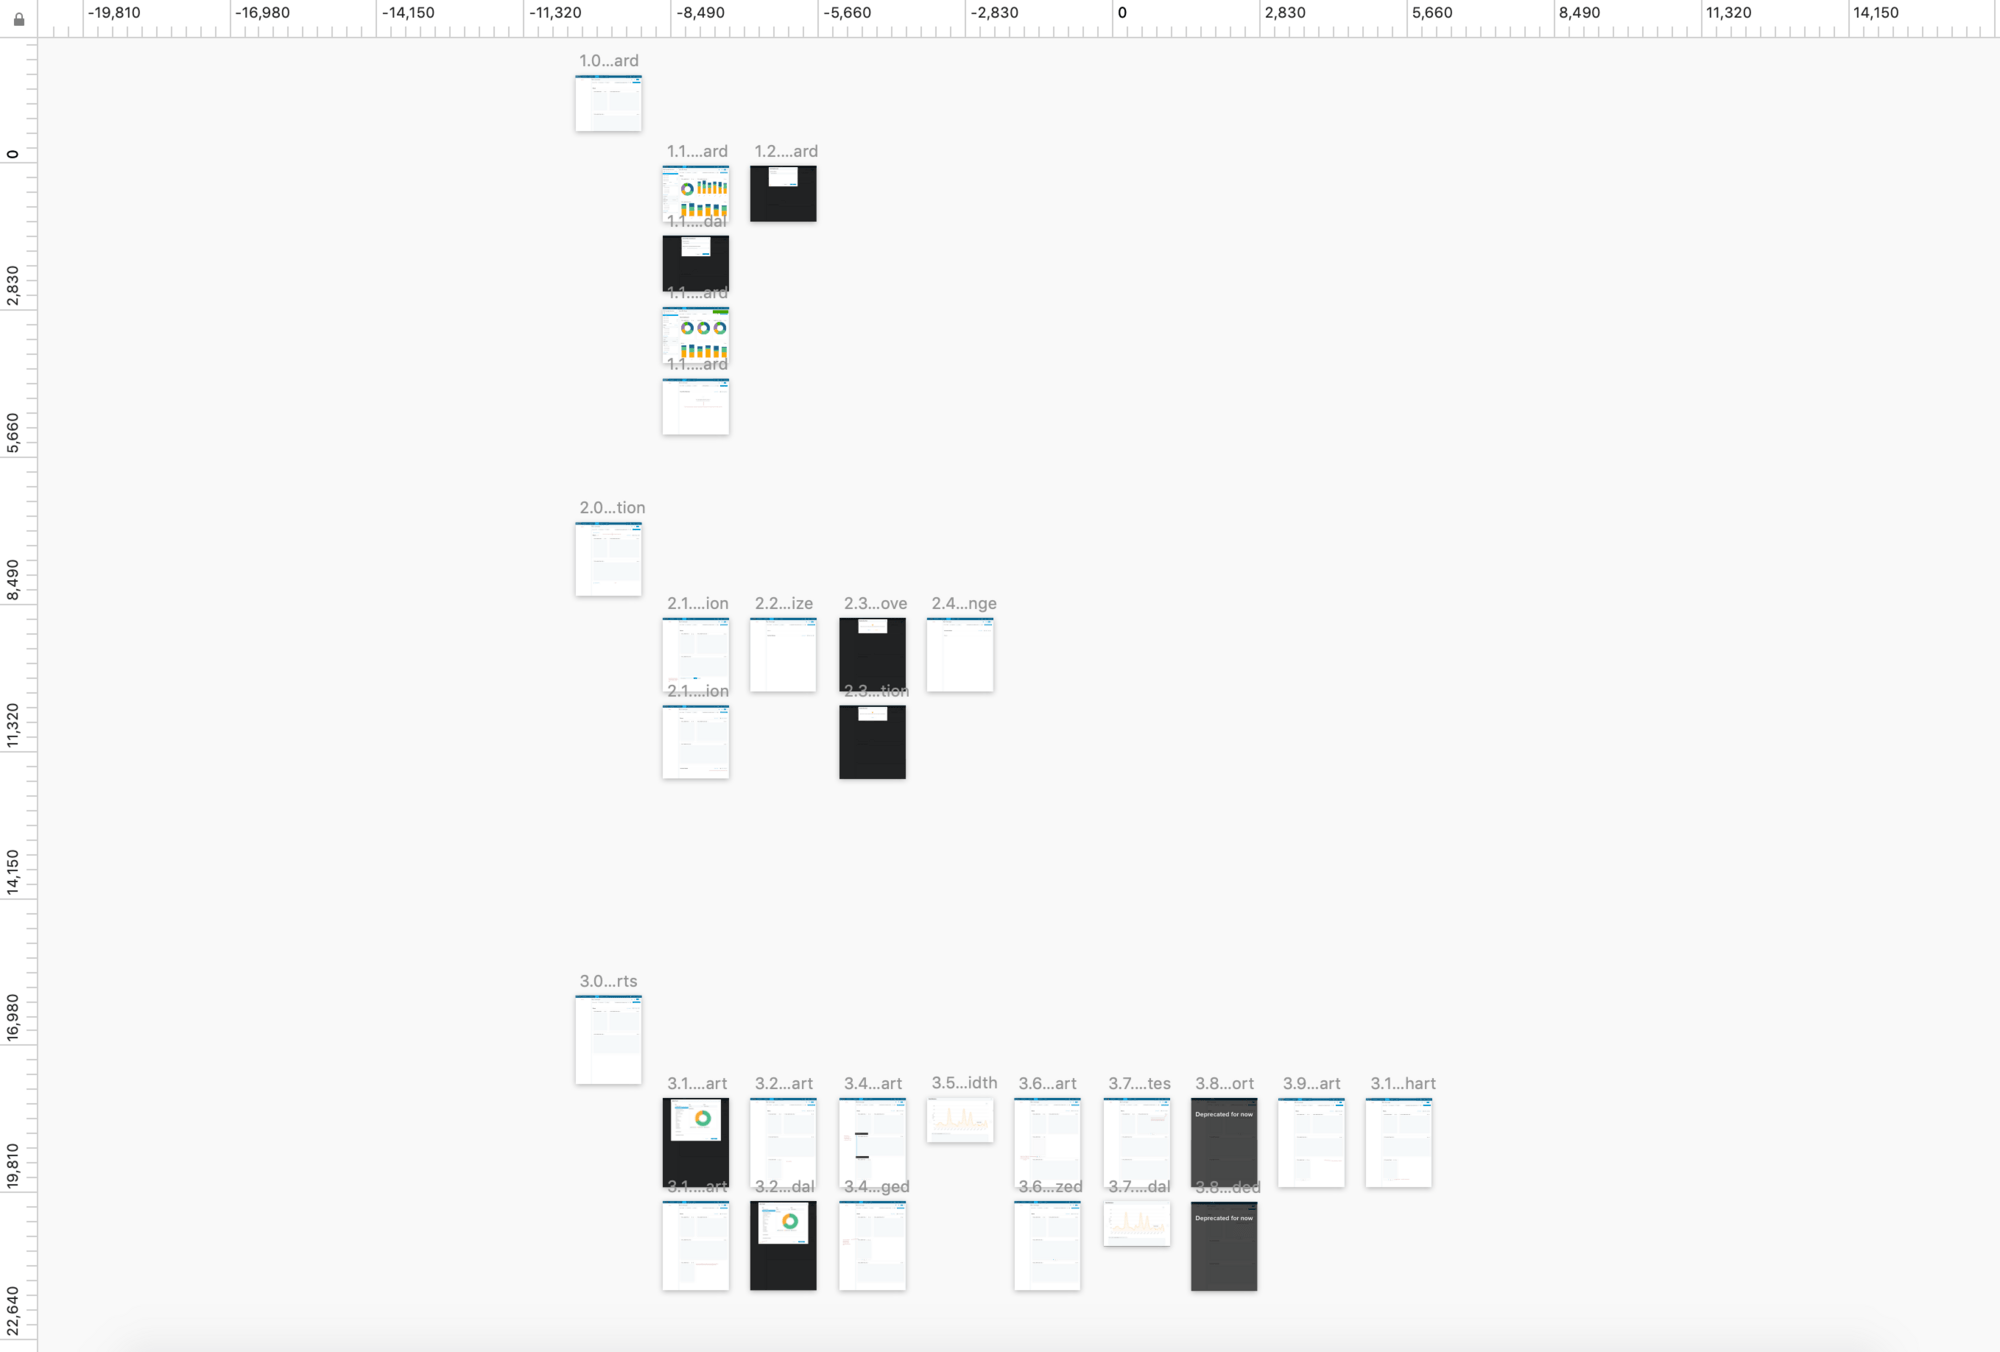 -19,810 -16,980 -14,150 -11,320 -8,490 -5,660 -2,830 0 2,830 5,660 8,490 11,320 14,150
1.0...ard
0
1.1....ard 1.2....ard
1.1....dal
2,830
1.1....ard
1.1....ard
5,660
2.0...tion
8,490
2.1....ion 2.2...ize 2.3...ove 2.4...nge
2.1....ion 2.3...tion
11,320
14,150
3.0...rts
16,980
3.1....art 3.2...art 3.4...art 3.5...idth 3.6...art 3.7....tes 3.8...ort 3.9...art 3.1...hart
Deprecated for now
19,810
3.1....art 3.2...dal 3.4...ged 3.6...zed 3.7....dal 3.8...ded
Deprecated for now
22,640